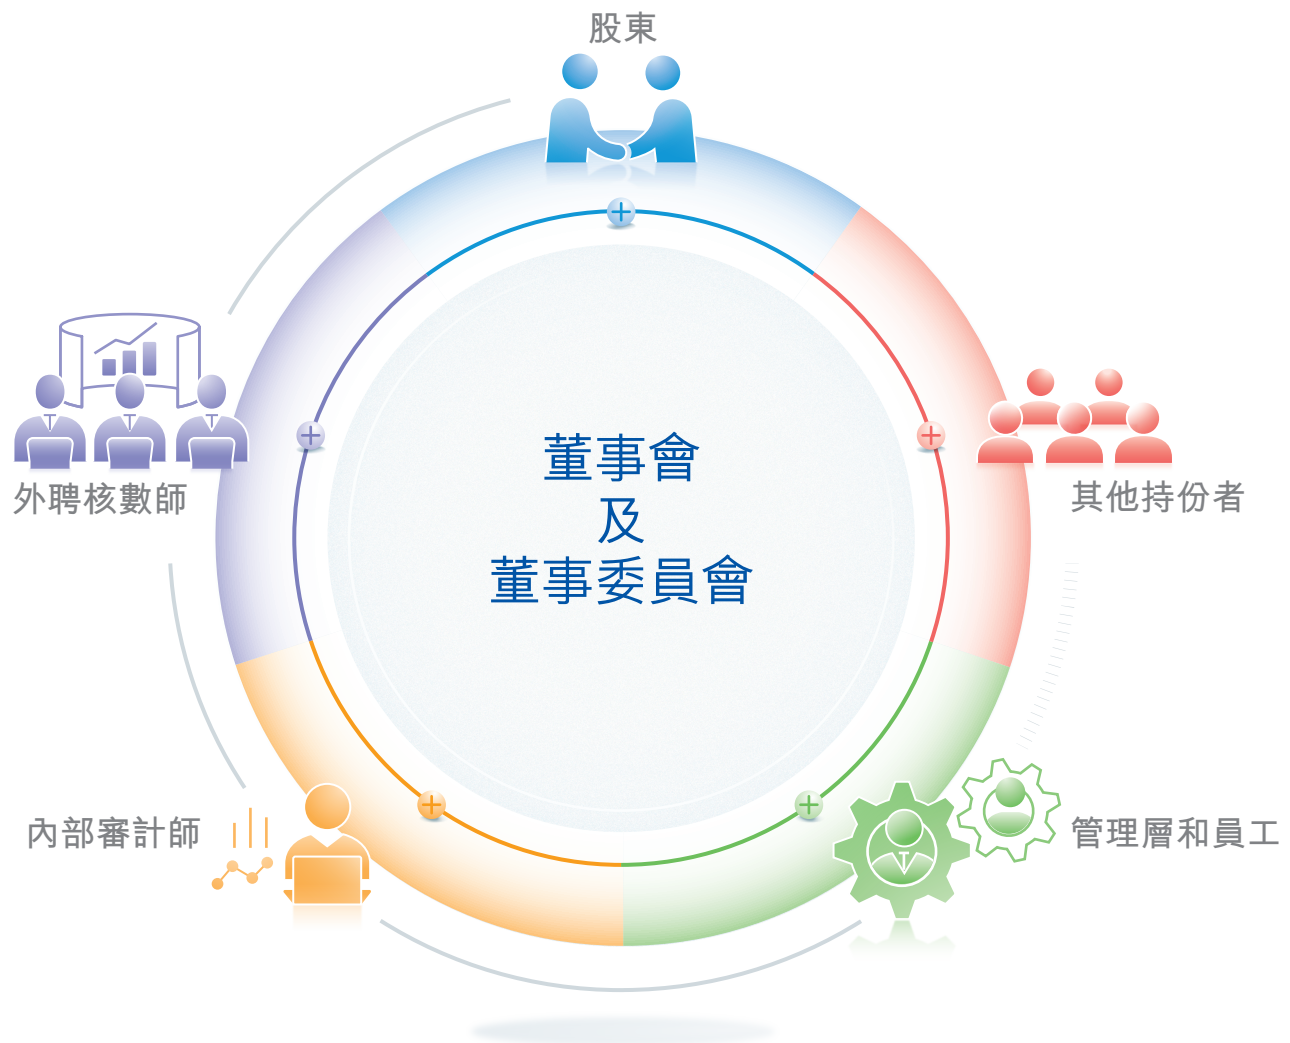 股東
董事會
及
董事委員會
外聘核數師
其他持份者
內部審計師
管理層和員工